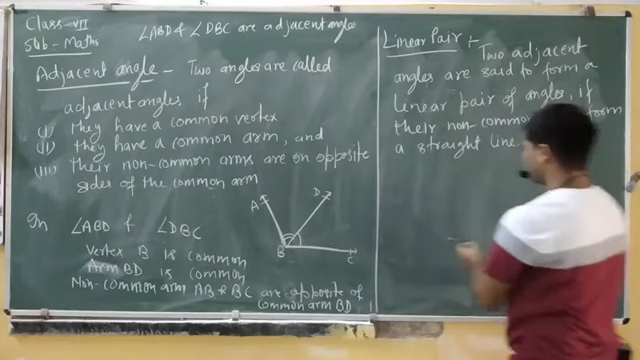 Class-VII
Sub - Maths
∠ABD & ∠DBC are adjacent angles
Adjacent angle - Two angles are called
adjacent angles if
(i) They have a common vertex
(ii) they have a common arm, and
(iii) Their non-common arms are on opposite
sides of the common arm
In ∠ABD & ∠DBC
Vertex B is common
Arm BD is common
Non-common arm AB & BC are opposite of
common arm BD
A
D
B
C
Linear Pair :- Two adjacent
angles are said to form a
linear pair of angles, if
their non-common form
a straight line.